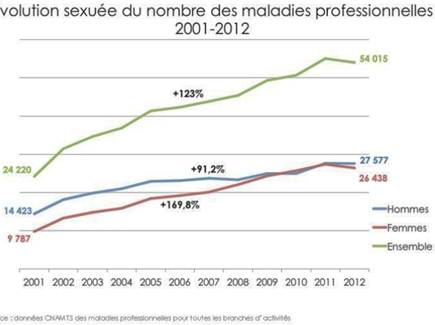 volution sexuée du nombre des maladies professionnelles
2001-2012
54 015
+123%
24 220
+91,2%
27 577
14 423
26 438
+169,8%
9 787
Hommes
Femmes
Ensemble
2001 2002 2003 2004 2005 2006 2007 2008 2009 2010 2011 2012
ce : données CNAMTS des maladies professionnelles pour toutes les branches d' activités